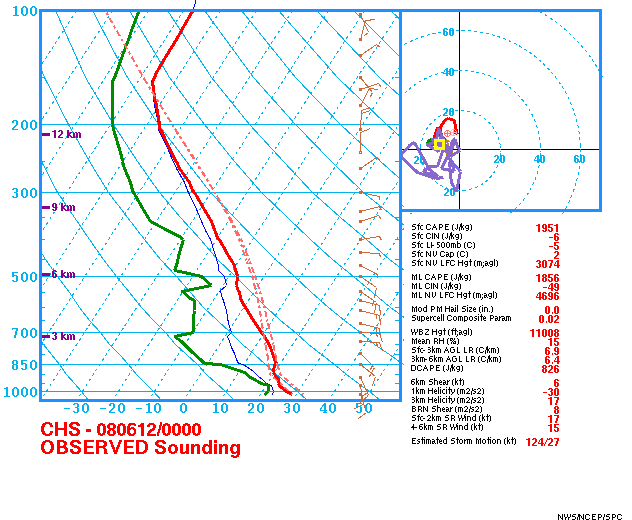 100
200
300
500
700
850
1000
12 km
9 km
6 km
3 km
-30 -20 -10 0 10 20 30 40 50
60
40
20
20 20 40 60
20
CHS - 080612/0000
OBSERVED Sounding
Sfc CAPE (J/kg) 1951
Sfc CIN (J/kg) -6
Sfc LI-500mb (C) -5
Sfc NV Cap (C) 2
Sfc NV LFC Hgt (m;agl) 3074
ML CAPE (J/kg) 1856
ML CIN (J/kg) -49
ML NV LFC Hgt (m;agl) 4696
Mod PM Hail Size (in.) 0.0
Supercell Composite Param 0.02
WBZ Hgt (ft;agl) 11008
Mean RH (%) 15
Sfc-3km AGL LR (C/km) 6.9
3km-6km AGL LR (C/km) 6.4
DCAPE (J/kg) 826
6km Shear (kt) 6
1km Helicity (m2/s2) -30
3km Helicity (m2/s2) 17
BRN Shear (m2/s2) 8
Sfc-2km SR Wind (kt) 17
4-6km SR Wind (kt) 15
Estimated Storm Motion (kt) 124/27
NWS/NCEP/SPC